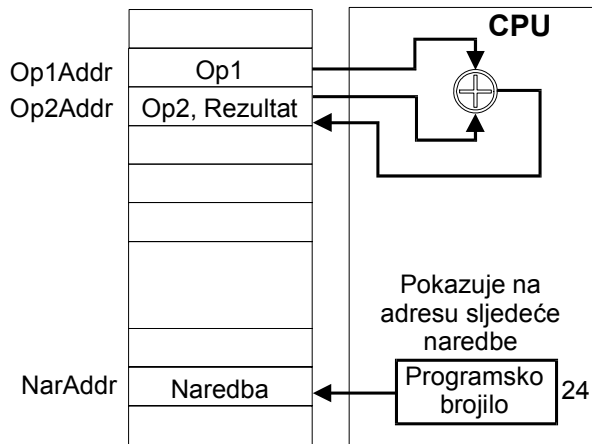 CPU
Op1Addr
Op1
Op2Addr
Op2, Rezultat
Pokazuje na
adresu sljedeće
naredbe
NarAddr
Naredba
Programsko
brojilo
24